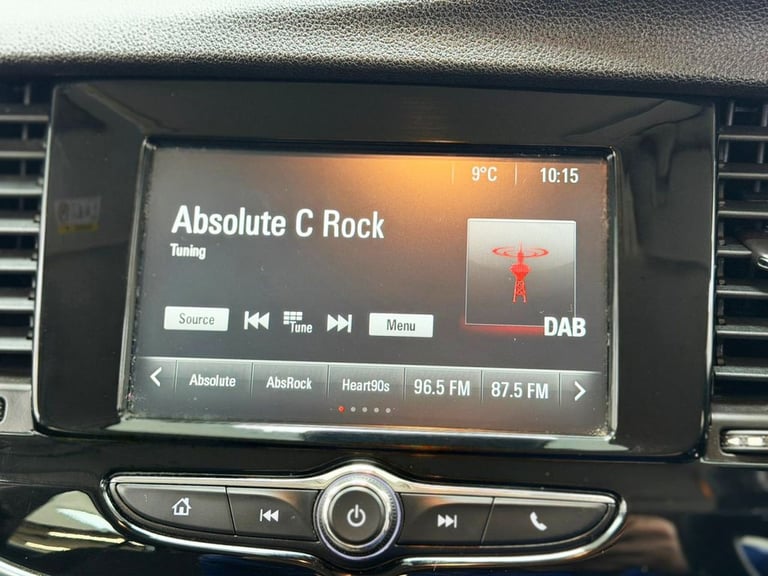 9°C 10:15
Absolute C Rock
Tuning
DAB
Source Tune Menu
Absolute AbsRock Heart90s 96.5 FM 87.5 FM